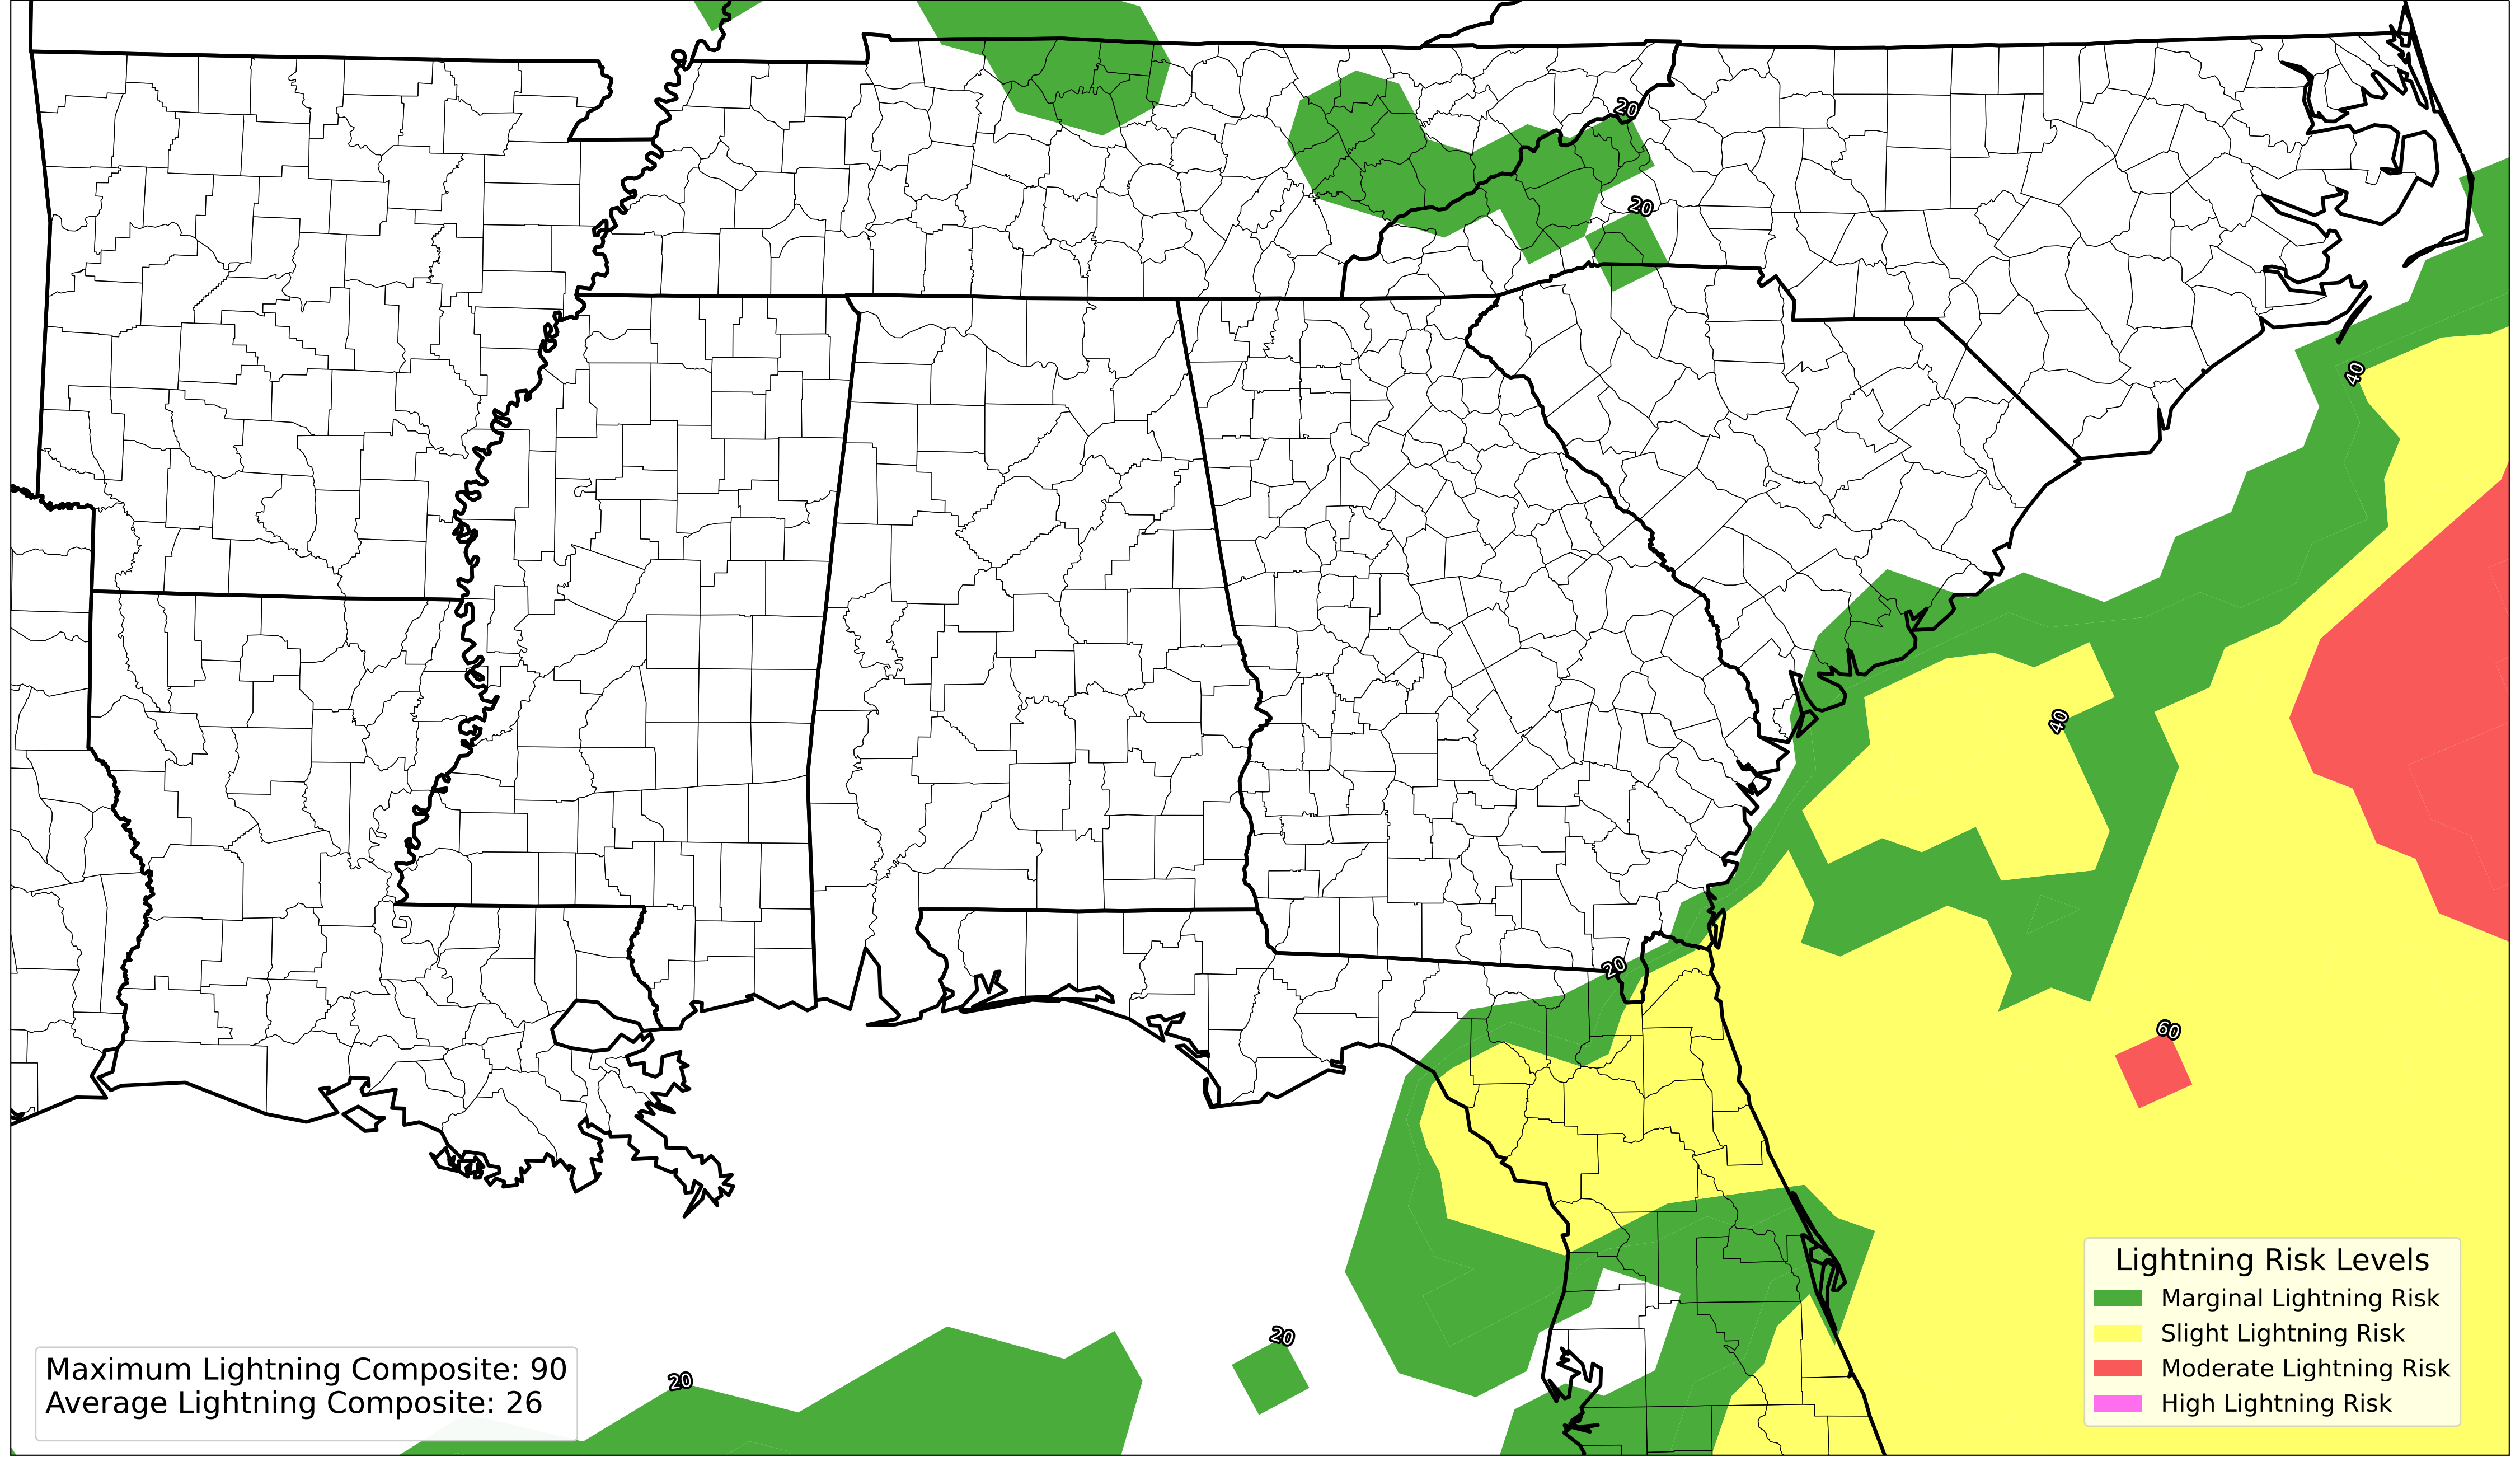 20
20
40
40
20
60
20
20
Maximum Lightning Composite: 90
Average Lightning Composite: 26
Lightning Risk Levels
Marginal Lightning Risk
Slight Lightning Risk
Moderate Lightning Risk
High Lightning Risk